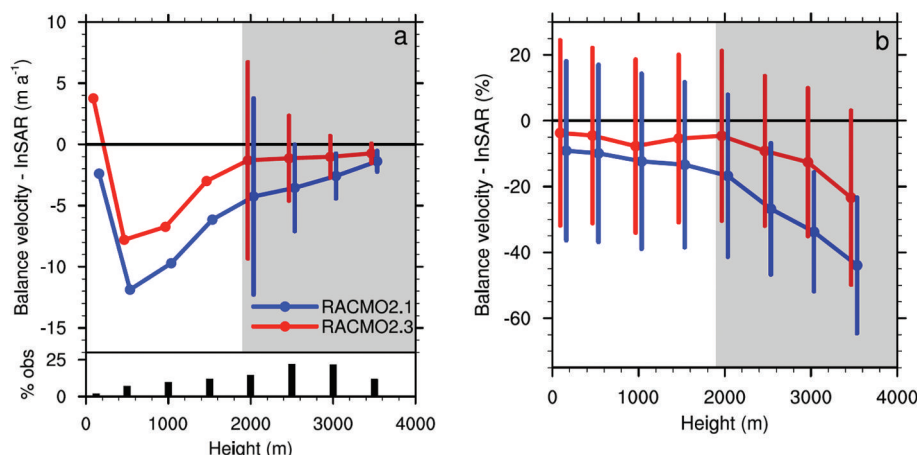 a
10
5
0
-5
-10
-15
Balance velocity - InSAR (m a⁻¹)
RACMO2.1
RACMO2.3
25
0
% obs
0 1000 2000 3000 4000
Height (m)
b
20
0
-20
-40
-60
Balance velocity - InSAR (%)
0 1000 2000 3000 4000
Height (m)